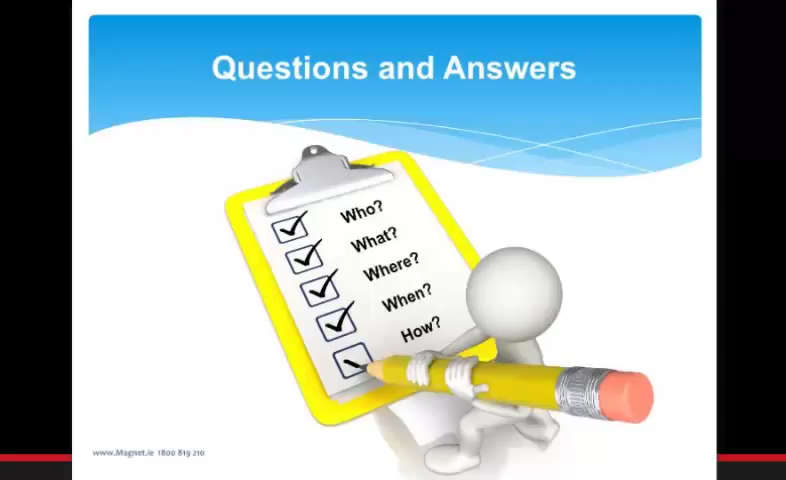 Questions and Answers
Who?
What?
Where?
When?
How?
www.Magnet.ie 1800 819 210